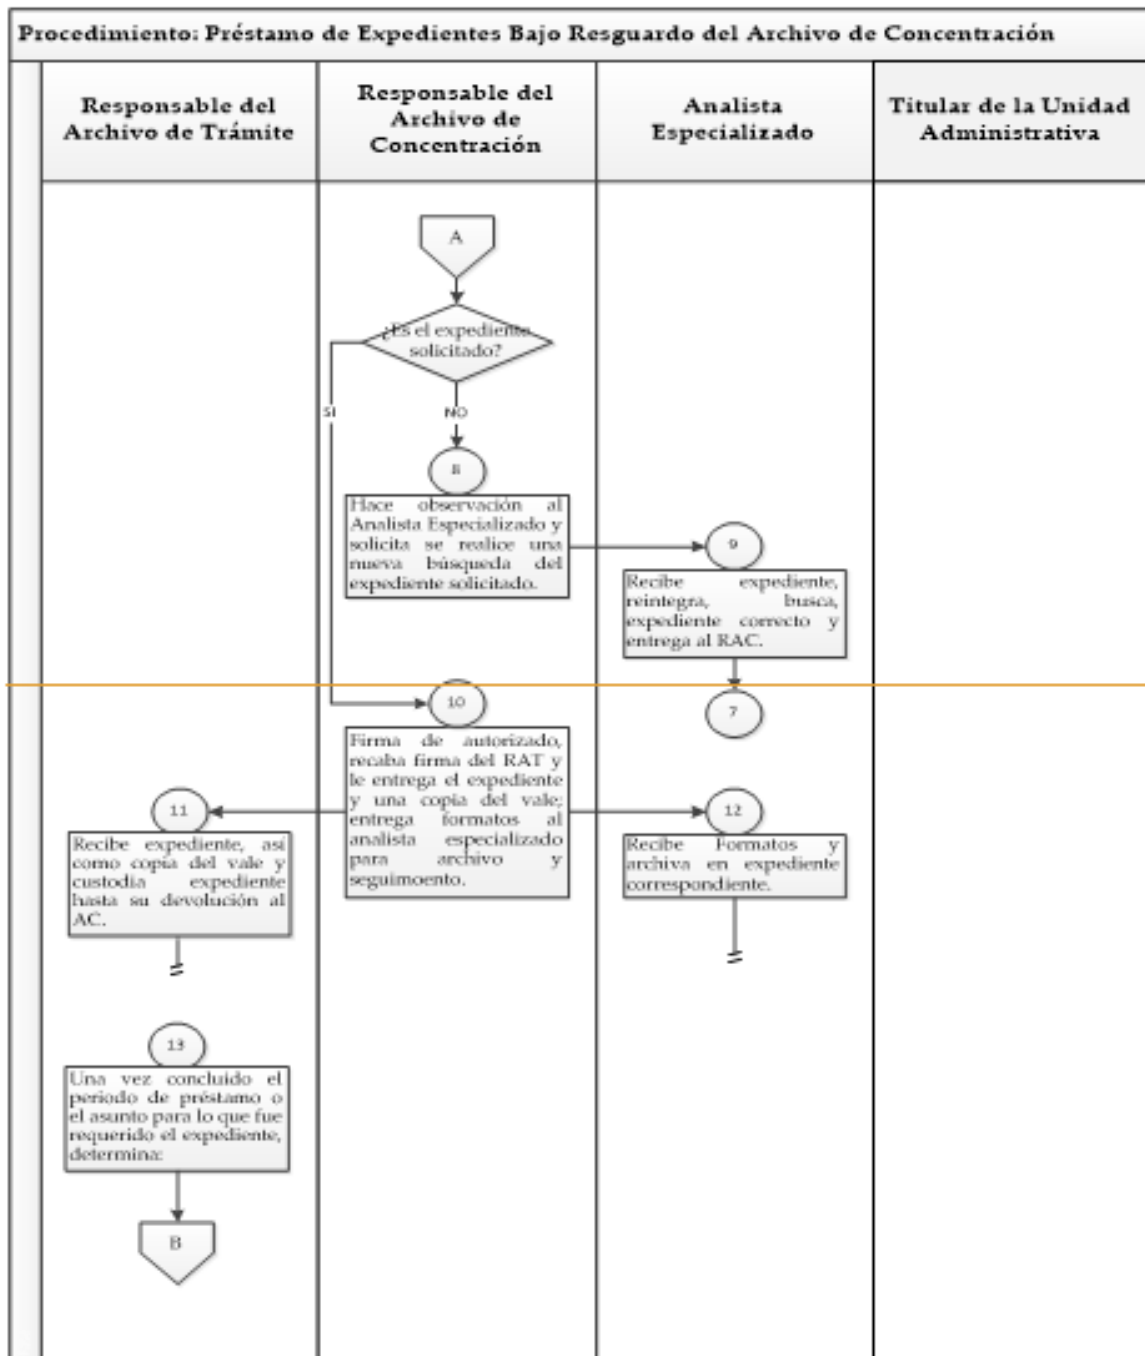 Procedimiento: Préstamo de Expedientes Bajo Resguardo del Archivo de Concentración
Responsable del
Archivo de Trámite
Responsable del
Archivo de
Concentración
Analista
Especializado
Titular de la Unidad
Administrativa
A
¿Es el expediente
solicitado?
SI
NO
8
Hace observación al
Analista Especializado y
solicita se realice una
nueva búsqueda del
expediente solicitado.
9
Recibe expediente,
reintegra, busca,
expediente correcto y
entrega al RAC.
7
10
Firma de autorizado,
recaba firma del RAT y
le entrega el expediente
y una copia del vale;
entrega formatos al
analista especializado
para archivo y
seguimoento.
11
Recibe expediente, así
como copia del vale y
custodia expediente
hasta su devolución al
AC.
12
Recibe Formatos y
archiva en expediente
correspondiente.
13
Una vez concluido el
periodo de préstamo o
el asunto para lo que fue
requerido el expediente,
determina:
B